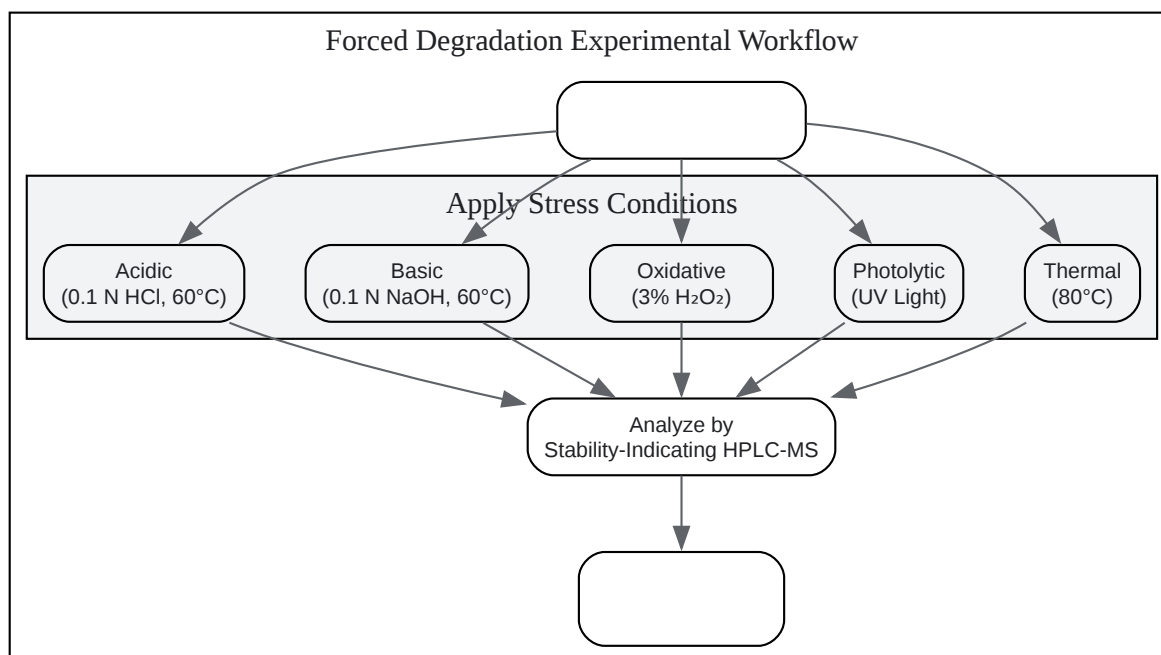 Forced Degradation Experimental Workflow
Apply Stress Conditions
Acidic
(0.1 N HCl, 60°C)
Basic
(0.1 N NaOH, 60°C)
Oxidative
(3% H₂O₂)
Photolytic
(UV Light)
Thermal
(80°C)
Analyze by
Stability-Indicating HPLC-MS